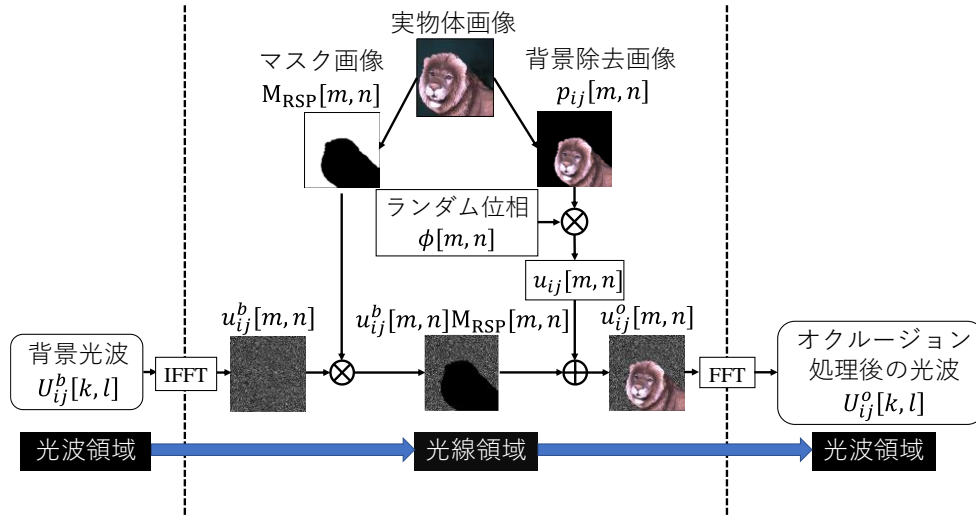 実物体画像
マスク画像
M_RSP[m, n]
背景除去画像
p_ij[m, n]
ランダム位相
ϕ[m, n]
u_ij[m, n]
u^b_ij[m, n]
u^b_ij[m, n]M_RSP[m, n]
u^o_ij[m, n]
背景光波
U^b_ij[k, l]
IFFT
FFT
オクルージョン
処理後の光波
U^o_ij[k, l]
光波領域
光線領域
光波領域